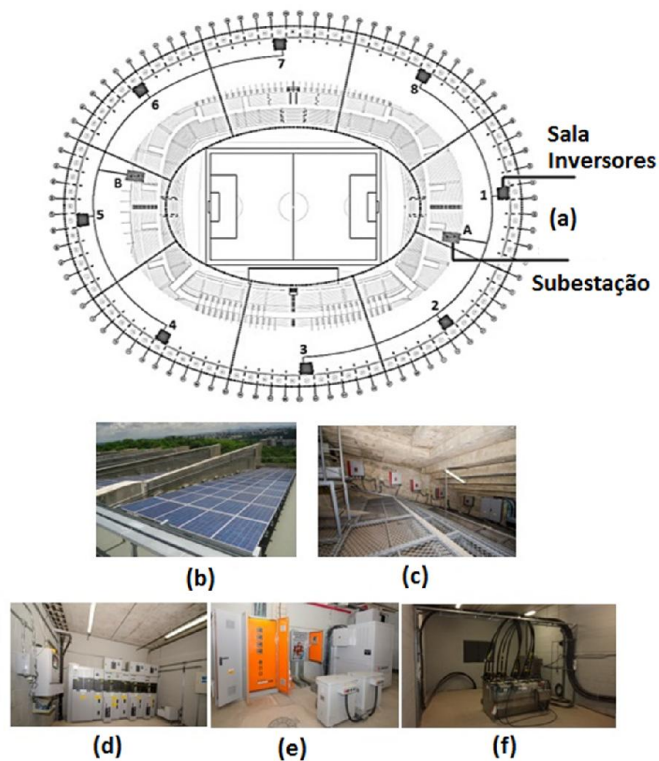 7
8
6
B
1
Sala
Inversores
(a)
5
A
Subestação
2
4
3
(b)
(c)
(d)
(e)
(f)